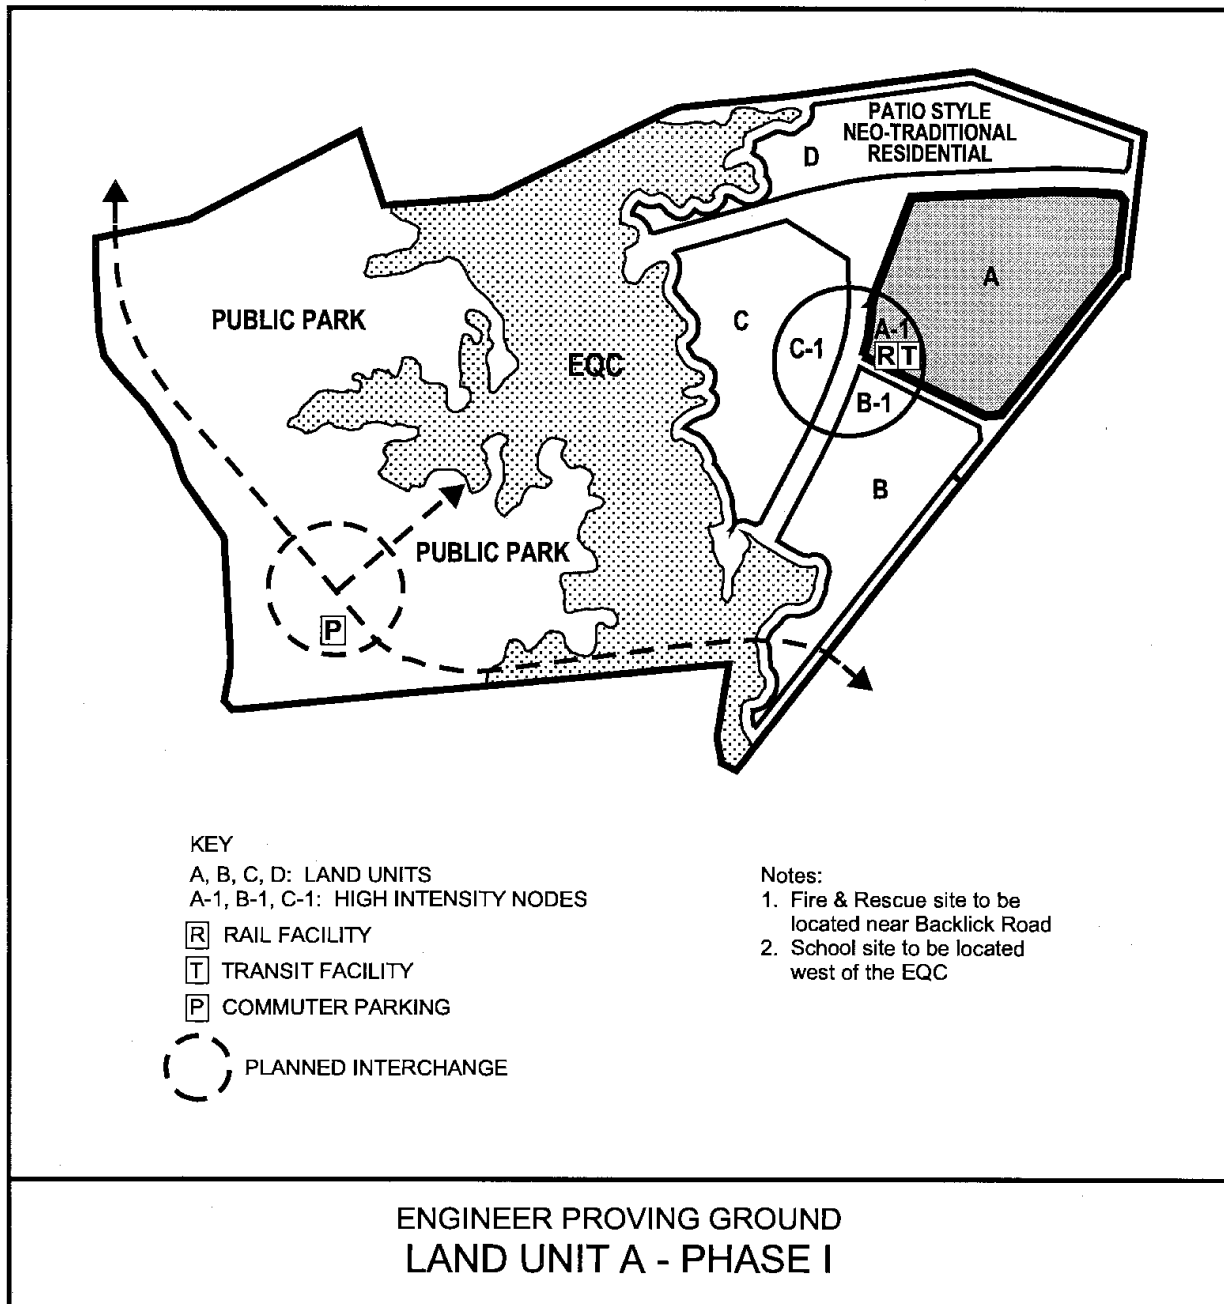 PATIO STYLE
NEO-TRADITIONAL
RESIDENTIAL
D
A
PUBLIC PARK
C
A-1
C-1
R T
EQC
B-1
B
PUBLIC PARK
P
KEY
A, B, C, D: LAND UNITS
A-1, B-1, C-1: HIGH INTENSITY NODES
R RAIL FACILITY
T TRANSIT FACILITY
P COMMUTER PARKING
PLANNED INTERCHANGE
Notes:
1. Fire & Rescue site to be
located near Backlick Road
2. School site to be located
west of the EQC
ENGINEER PROVING GROUND
LAND UNIT A - PHASE I